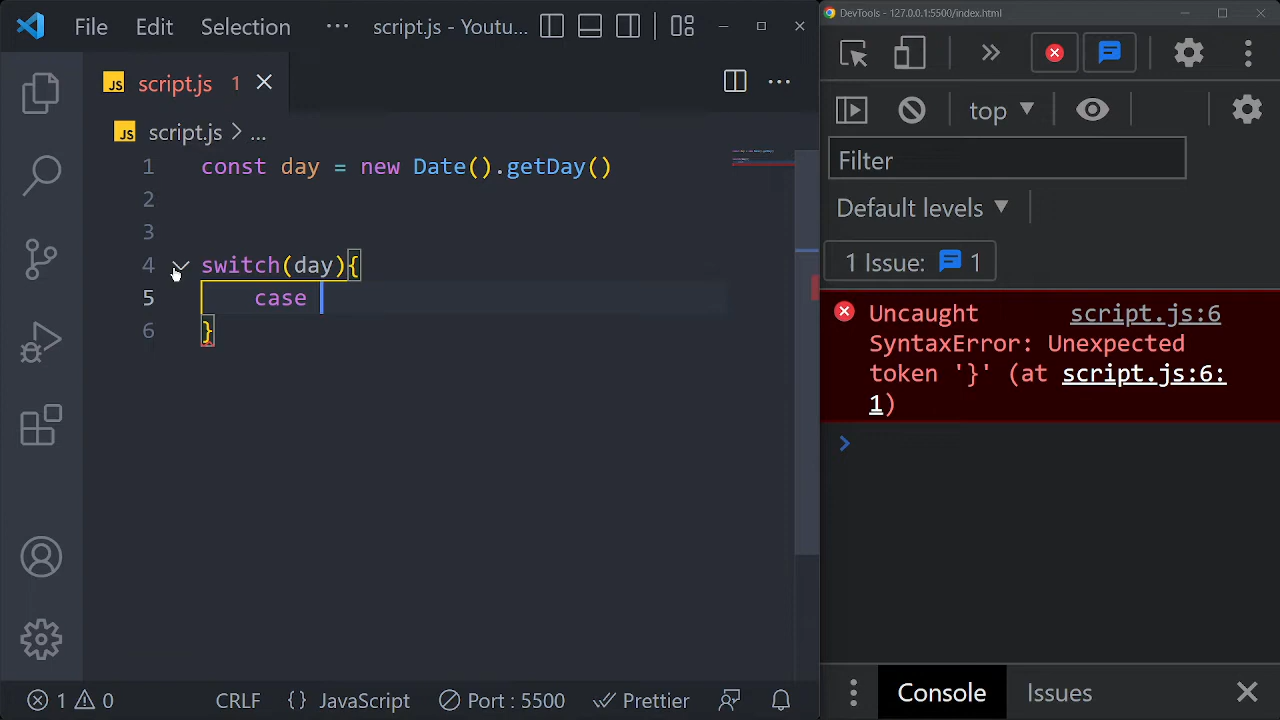 File Edit Selection ··· script.js - Youtu...
JS script.js 1
JS script.js > ...
1 const day = new Date().getDay()
2
3
4 switch(day){
5 case
6 }
1 0 CRLF {} JavaScript Port : 5500 Prettier
DevTools - 127.0.0.1:5500/index.html
top
Filter
Default levels
1 Issue: 1
Uncaught script.js:6
SyntaxError: Unexpected
token '}' (at script.js:6:
1)
Console Issues